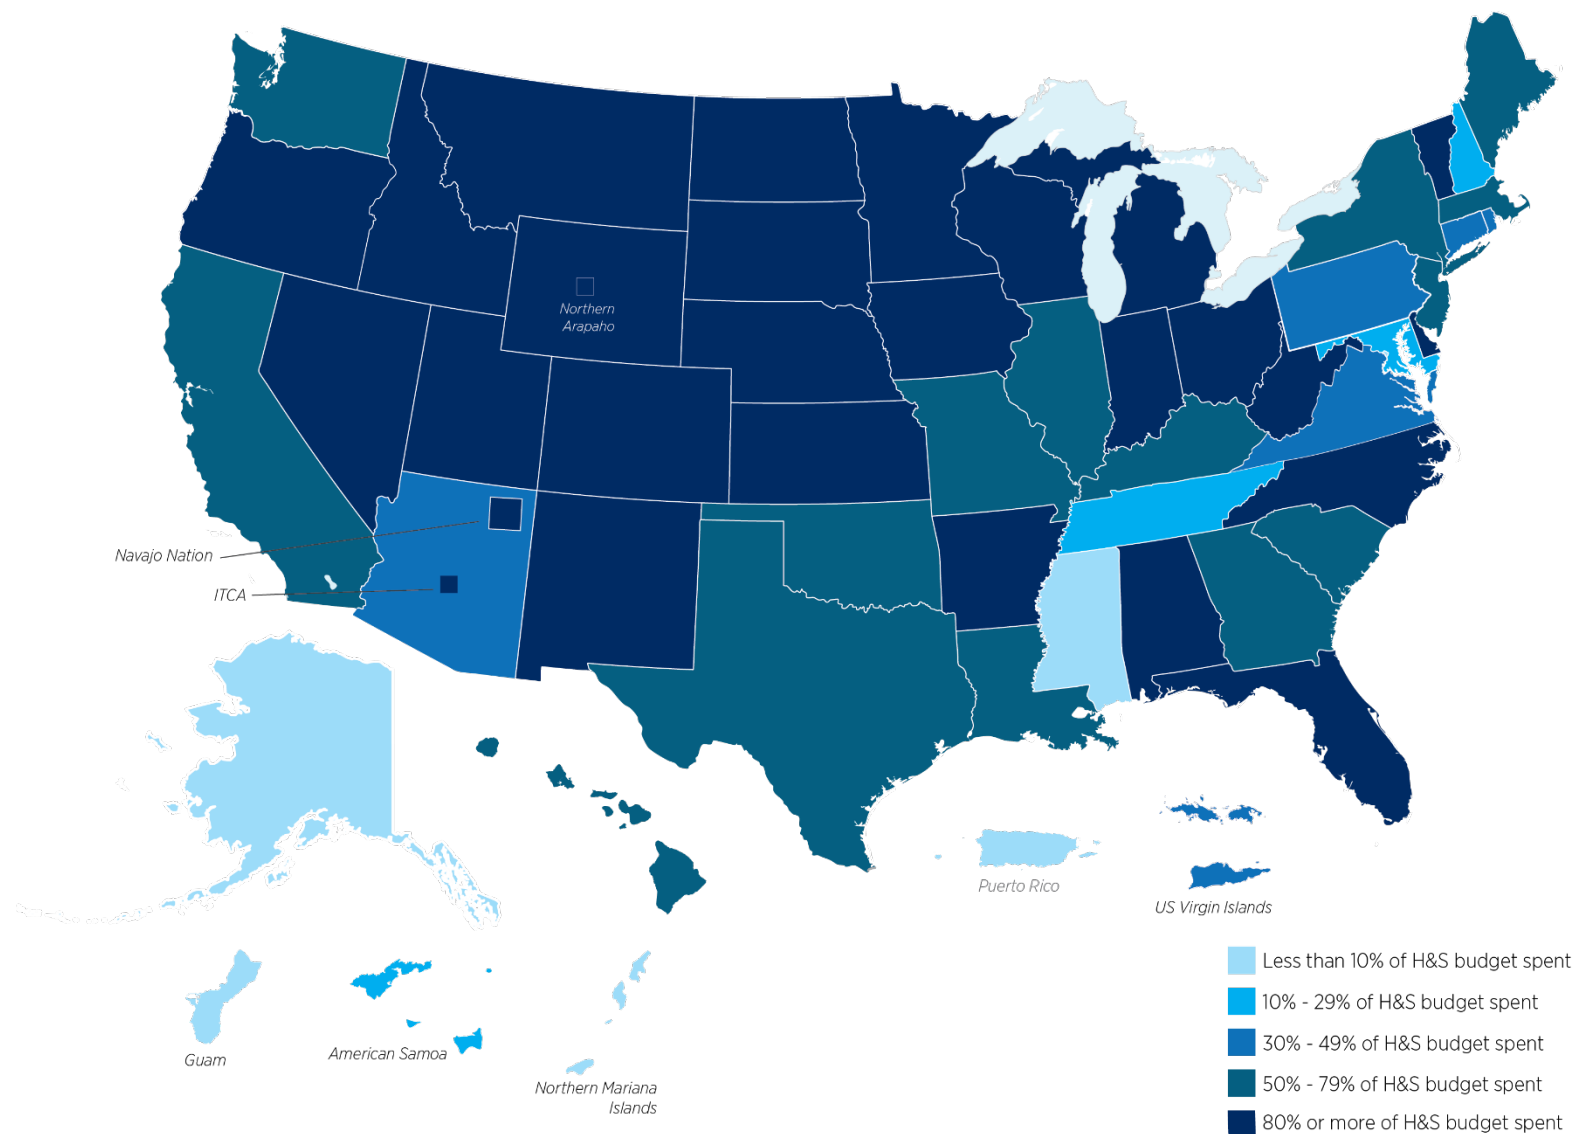 Northern
Arapaho
Navajo Nation
ITCA
Puerto Rico
US Virgin Islands
Less than 10% of H&S budget spent
10% - 29% of H&S budget spent
30% - 49% of H&S budget spent
50% - 79% of H&S budget spent
80% or more of H&S budget spent
Guam
American Samoa
Northern Mariana
Islands